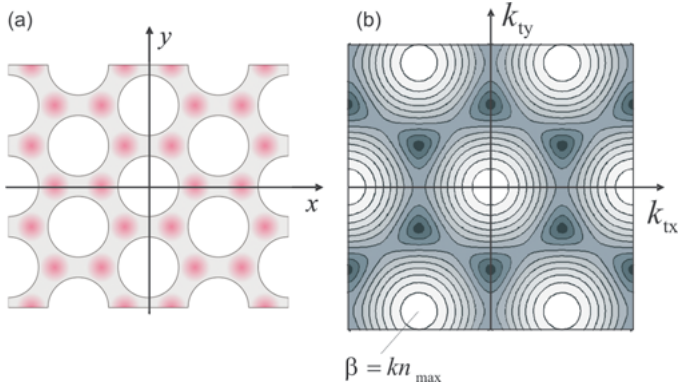 (a)
y
x
(b)
k_ty
k_tx
β = kn_max